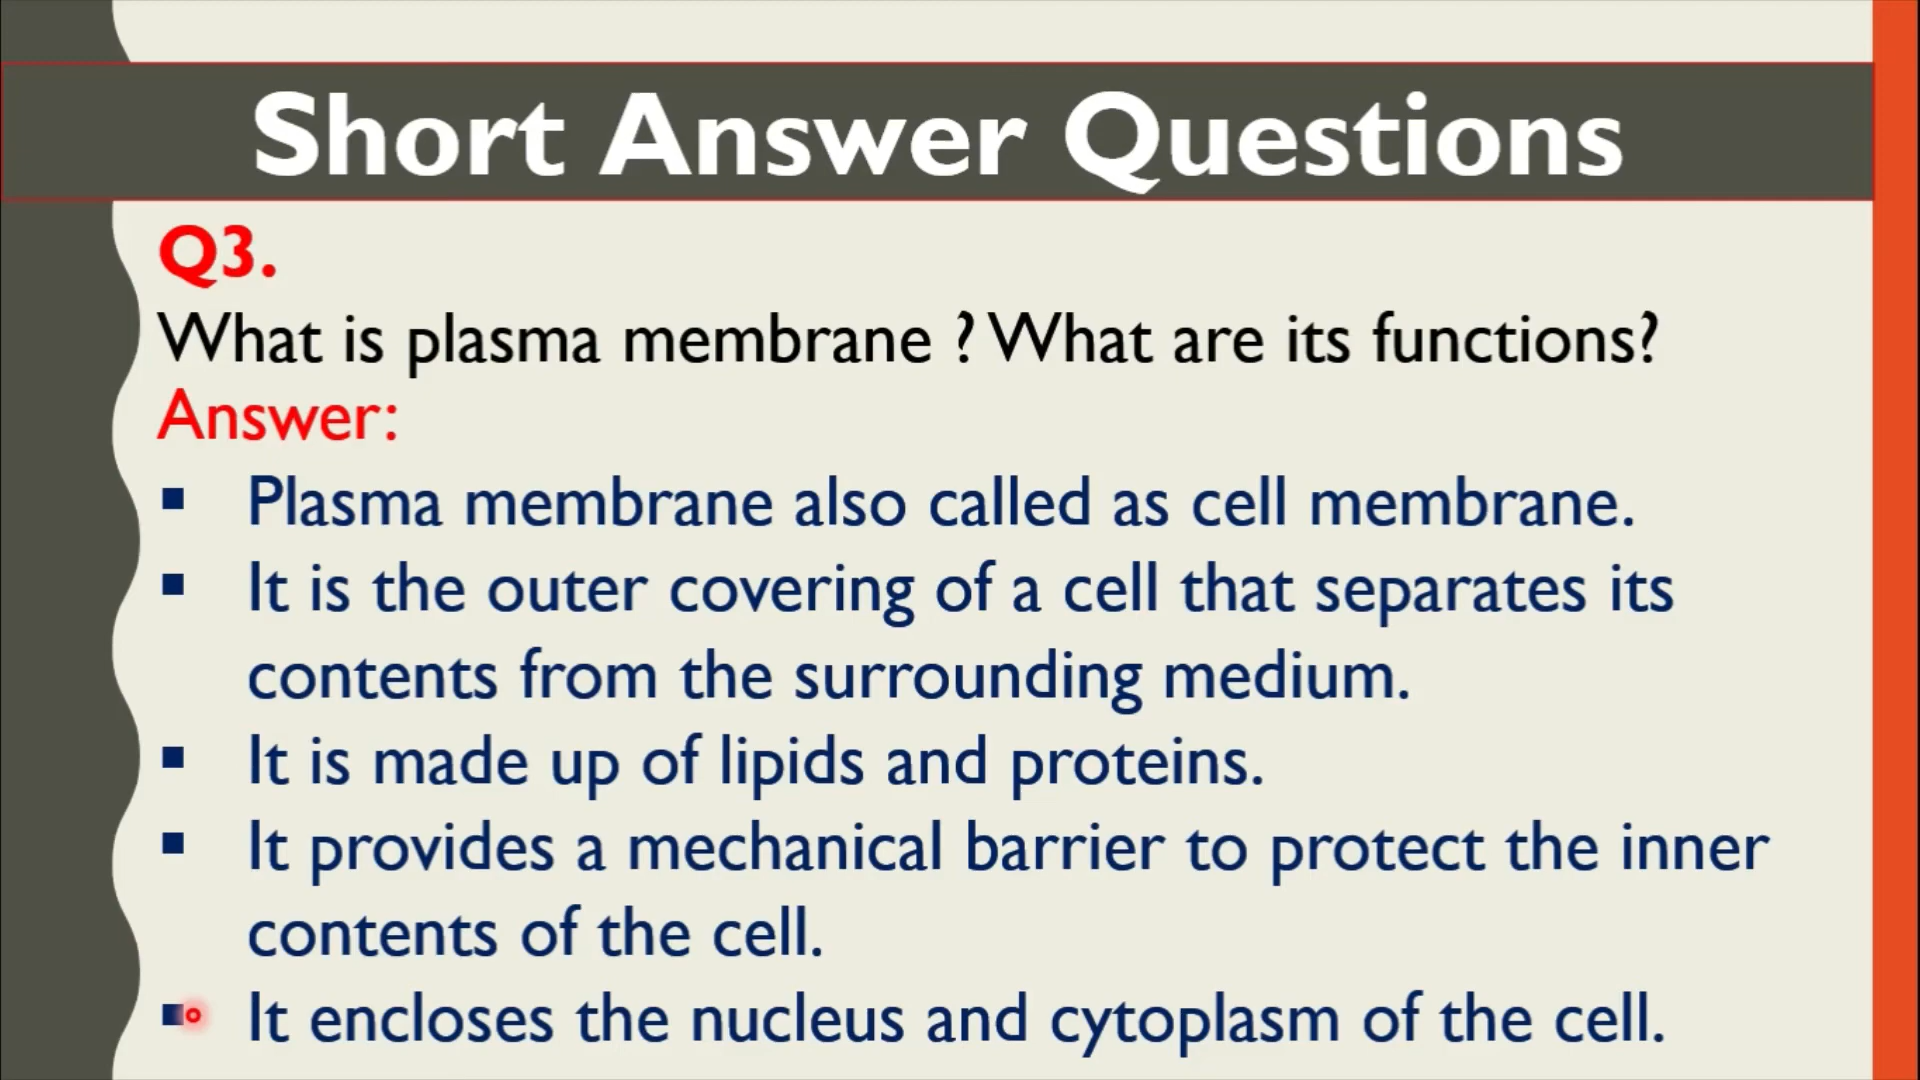 Short Answer Questions
Q3.
What is plasma membrane ? What are its functions?
Answer:
▪ Plasma membrane also called as cell membrane.
▪ It is the outer covering of a cell that separates its
contents from the surrounding medium.
▪ It is made up of lipids and proteins.
▪ It provides a mechanical barrier to protect the inner
contents of the cell.
▪ It encloses the nucleus and cytoplasm of the cell.